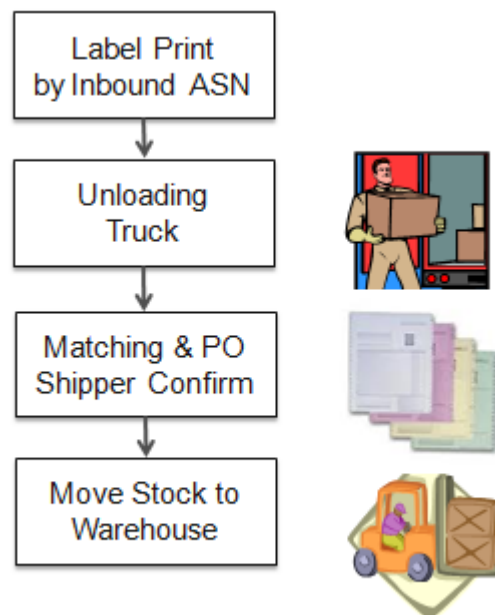 Label Print
by Inbound ASN
Unloading
Truck
Matching & PO
Shipper Confirm
Move Stock to
Warehouse